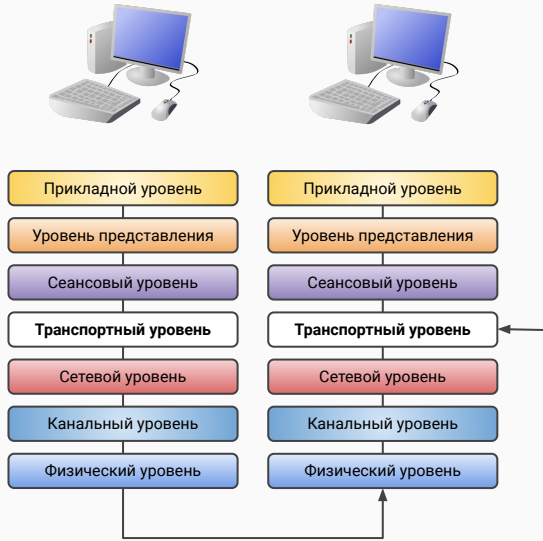 Прикладной уровень
Уровень представления
Сеансовый уровень
Транспортный уровень
Сетевой уровень
Канальный уровень
Физический уровень
Прикладной уровень
Уровень представления
Сеансовый уровень
Транспортный уровень
Сетевой уровень
Канальный уровень
Физический уровень